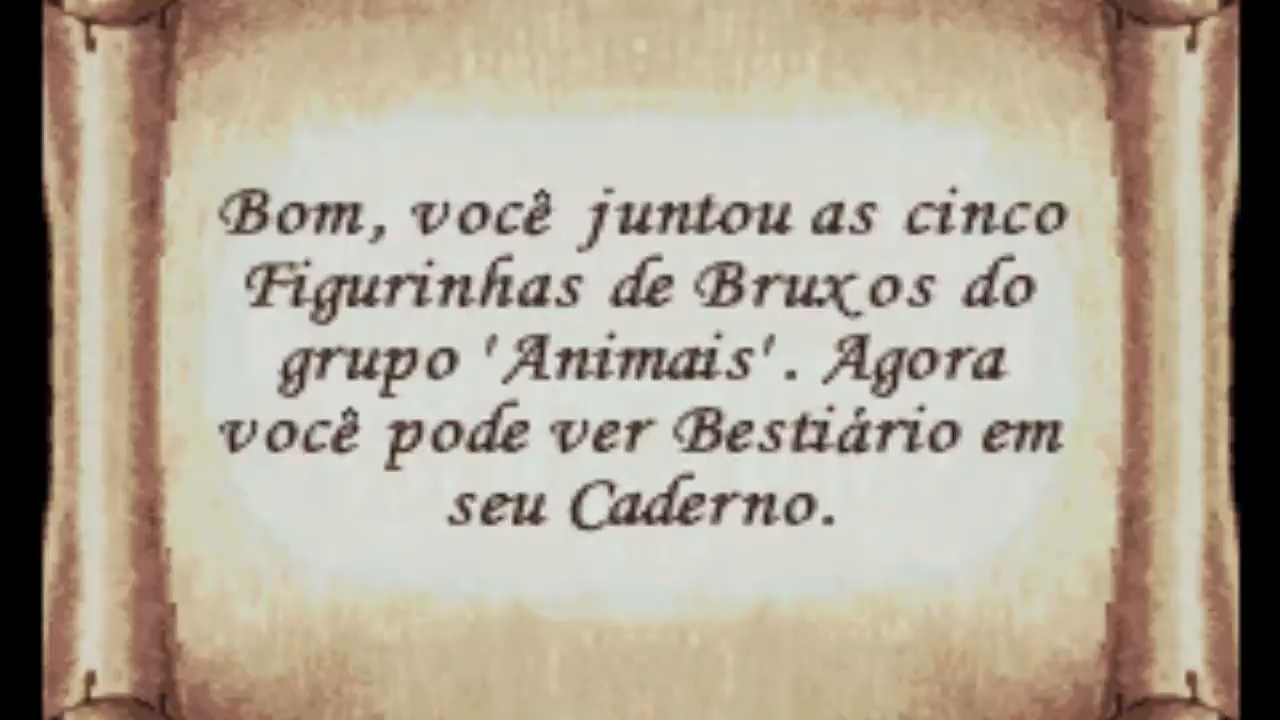 Bom, você juntou as cinco
Figurinhas de Bruxos do
grupo 'Animais'. Agora
você pode ver Bestiário em
seu Caderno.